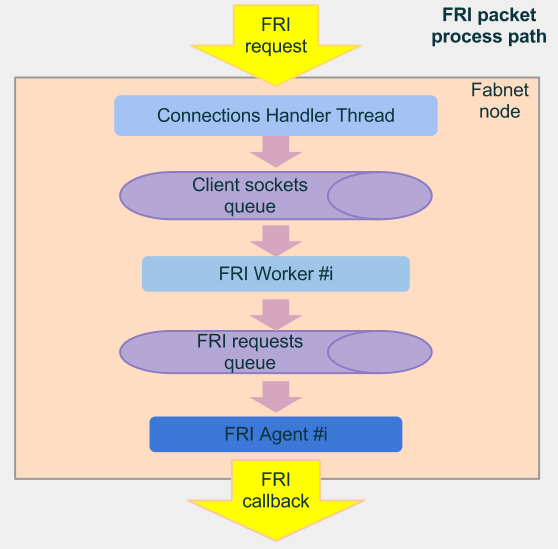 FRI packet
process path
FRI
request
Fabnet
node
Connections Handler Thread
Client sockets
queue
FRI Worker #i
FRI requests
queue
FRI Agent #i
FRI
callback